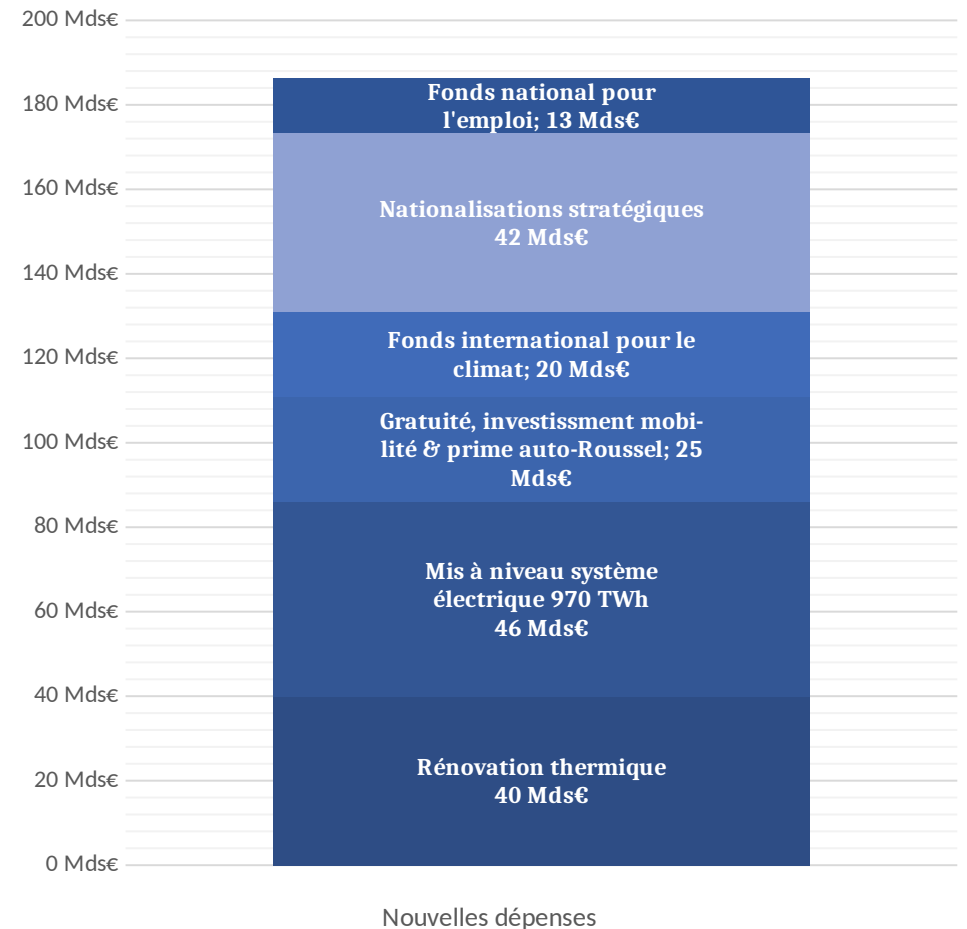 200 Mds€
180 Mds€
160 Mds€
140 Mds€
120 Mds€
100 Mds€
80 Mds€
60 Mds€
40 Mds€
20 Mds€
0 Mds€
Fonds national pour
l'emploi; 13 Mds€
Nationalisations stratégiques
42 Mds€
Fonds international pour le
climat; 20 Mds€
Gratuité, investissment mobi-
lité & prime auto-Roussel; 25
Mds€
Mis à niveau système
électrique 970 TWh
46 Mds€
Rénovation thermique
40 Mds€
Nouvelles dépenses